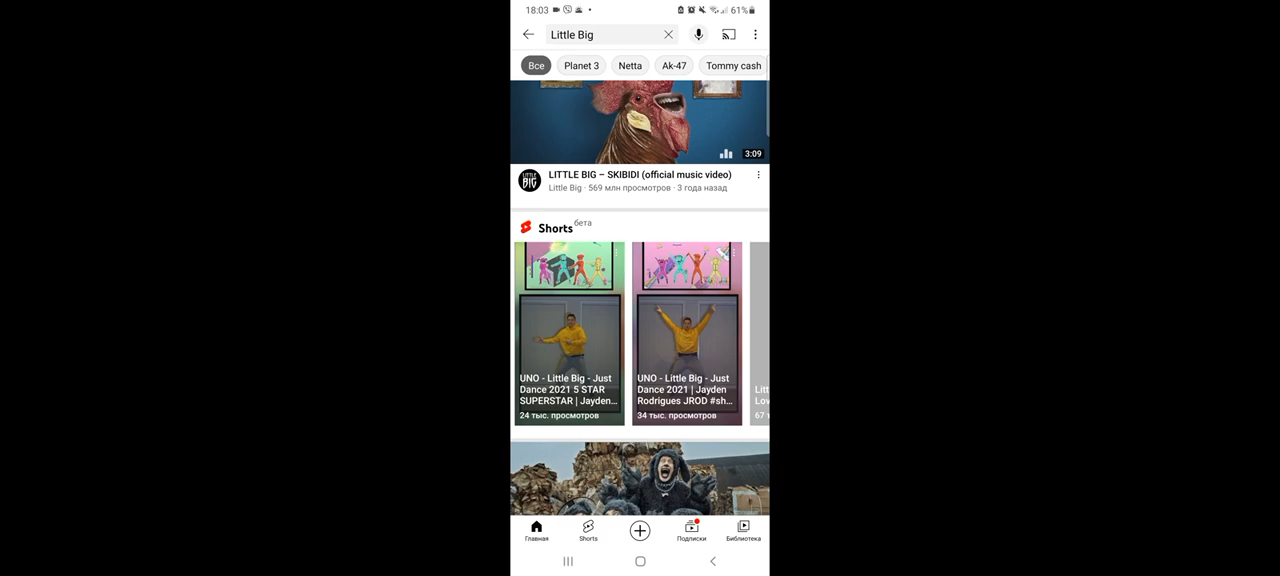 18:03
61%
Little Big
Все
Planet 3
Netta
Ak-47
Tommy cash
3:09
LITTLE BIG
LITTLE BIG – SKIBIDI (official music video)
Little Big · 569 млн просмотров · 3 года назад
Shorts бета
UNO - Little Big - Just
Dance 2021 5 STAR
SUPERSTAR | Jayden...
24 тыс. просмотров
UNO - Little Big - Just
Dance 2021 | Jayden
Rodrigues JROD #sh...
34 тыс. просмотров
Главная
Shorts
Подписки
Библиотека